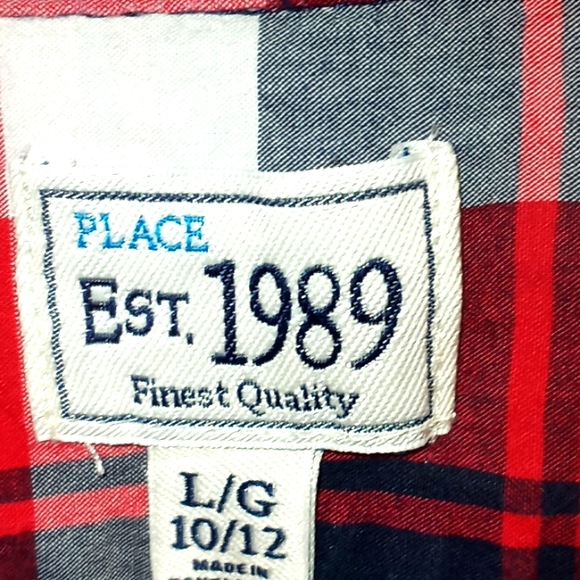 PLACE
EST. 1989
Finest Quality
L/G
10/12
MADE IN